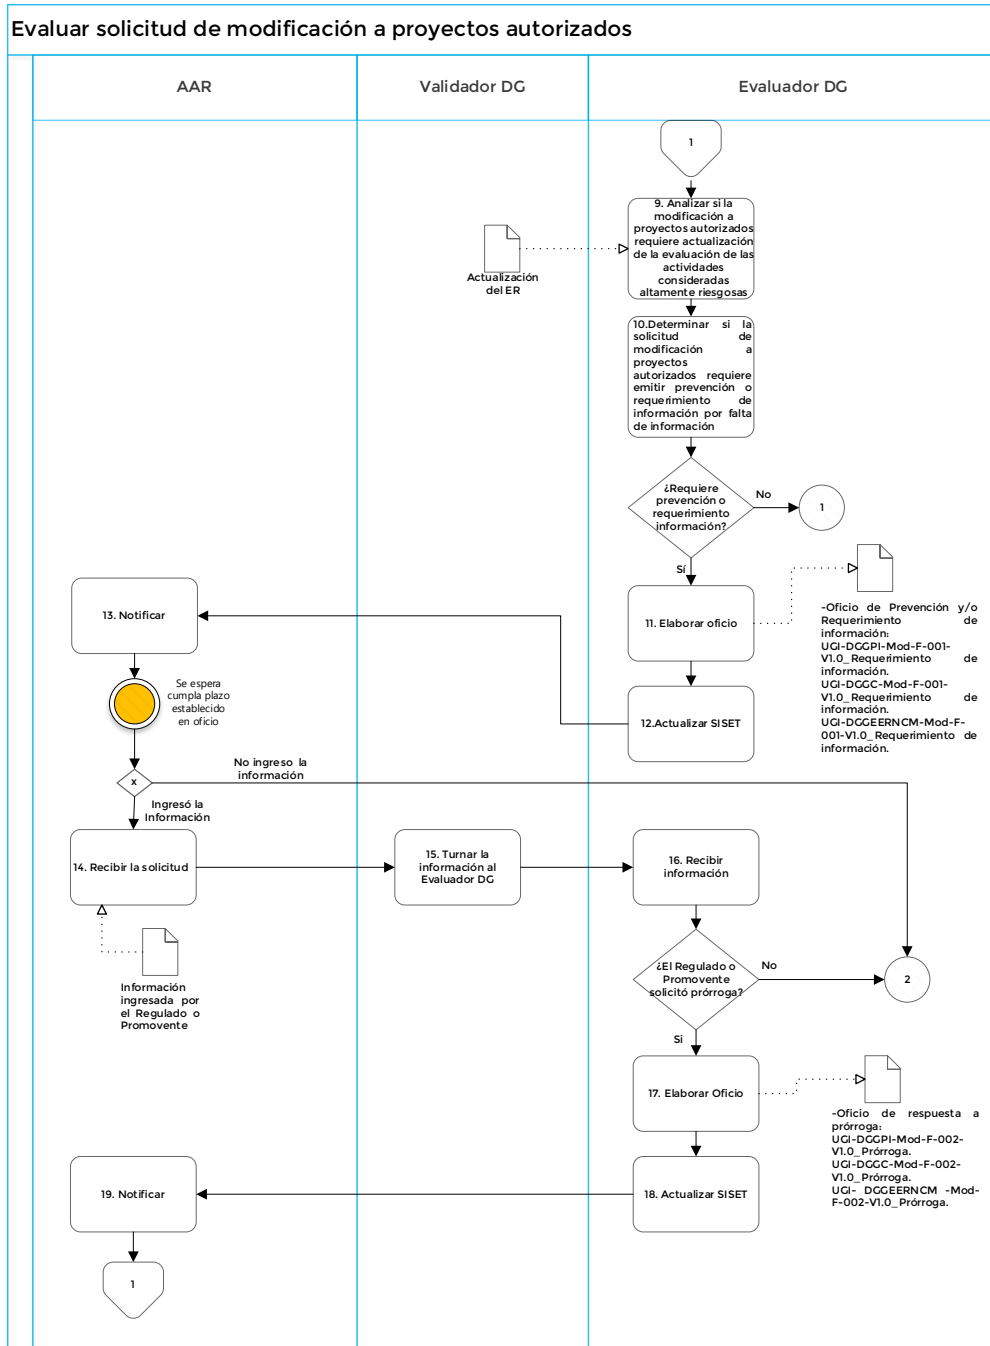 Evaluar solicitud de modificación a proyectos autorizados
AAR
Validador DG
Evaluador DG
1
9. Analizar si la
modificación a
proyectos autorizados
requiere actualización
de la evaluación de las
actividades
consideradas
altamente riesgosas
Actualización
del ER
10.Determinar si la
solicitud de
modificación a
proyectos
autorizados requiere
emitir prevención o
requerimiento de
información por falta
de información
¿Requiere
prevención o
requerimiento
información?
No
1
Sí
11. Elaborar oficio
-Oficio de Prevención y/o
Requerimiento de
información:
UGI-DGGPI-Mod-F-001-
V1.0_Requerimiento de
información.
UGI-DGGC-Mod-F-001-
V1.0_Requerimiento de
información.
UGI-DGGEERNCM-Mod-F-
001-V1.0_Requerimiento de
información.
12.Actualizar SISET
13. Notificar
Se espera
cumpla plazo
establecido
en oficio
x
No ingreso la
información
Ingresó la
Información
14. Recibir la solicitud
15. Turnar la
información al
Evaluador DG
16. Recibir
información
Información
ingresada por
el Regulado o
Promovente
¿El Regulado o
Promovente
solicitó prórroga?
No
2
Si
17. Elaborar Oficio
-Oficio de respuesta a
prórroga:
UGI-DGGPI-Mod-F-002-
V1.0_Prórroga.
UGI-DGGC-Mod-F-002-
V1.0_Prórroga.
UGI- DGGEERNCM -Mod-
F-002-V1.0_Prórroga.
18. Actualizar SISET
19. Notificar
1